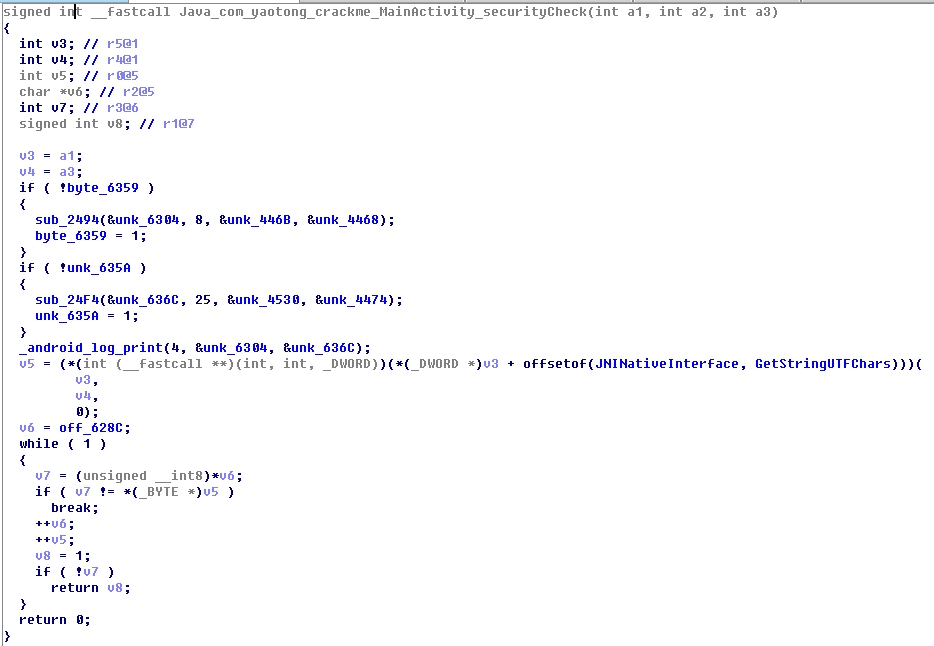 signed int __fastcall Java_com_yaotong_crackme_MainActivity_securityCheck(int a1, int a2, int a3)
{
  int v3; // r5@1
  int v4; // r4@1
  int v5; // r0@5
  char *v6; // r2@5
  int v7; // r3@6
  signed int v8; // r1@7

  v3 = a1;
  v4 = a3;
  if ( !byte_6359 )
  {
    sub_2494(&unk_6304, 8, &unk_446B, &unk_4468);
    byte_6359 = 1;
  }
  if ( !unk_635A )
  {
    sub_24F4(&unk_636C, 25, &unk_4530, &unk_4474);
    unk_635A = 1;
  }
  _android_log_print(4, &unk_6304, &unk_636C);
  v5 = (*(int (__fastcall **)(int, int, _DWORD))(*(_DWORD *)v3 + offsetof(JNINativeInterface, GetStringUTFChars)))(
         v3,
         v4,
         0);
  v6 = off_628C;
  while ( 1 )
  {
    v7 = (unsigned __int8)*v6;
    if ( v7 != *(_BYTE *)v5 )
      break;
    ++v6;
    ++v5;
    v8 = 1;
    if ( !v7 )
      return v8;
  }
  return 0;
}